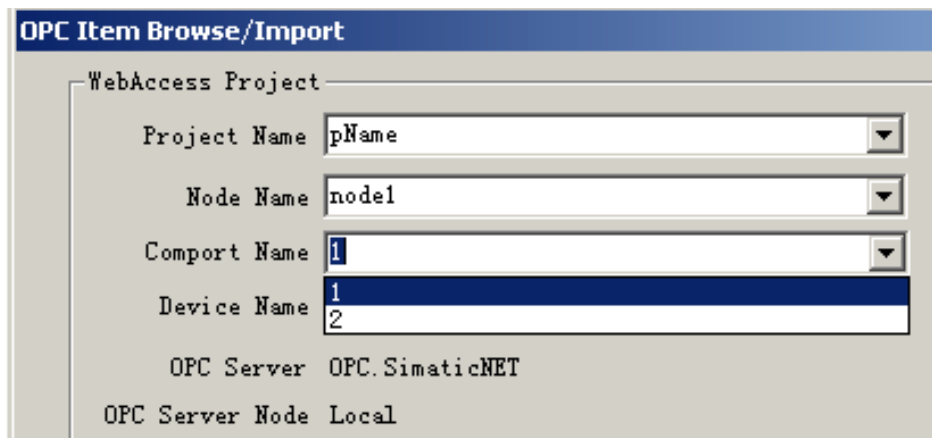 OPC Item Browse/Import
WebAccess Project
Project Name pName
Node Name node1
Comport Name 1
1
Device Name
2
OPC Server OPC.SimaticNET
OPC Server Node Local